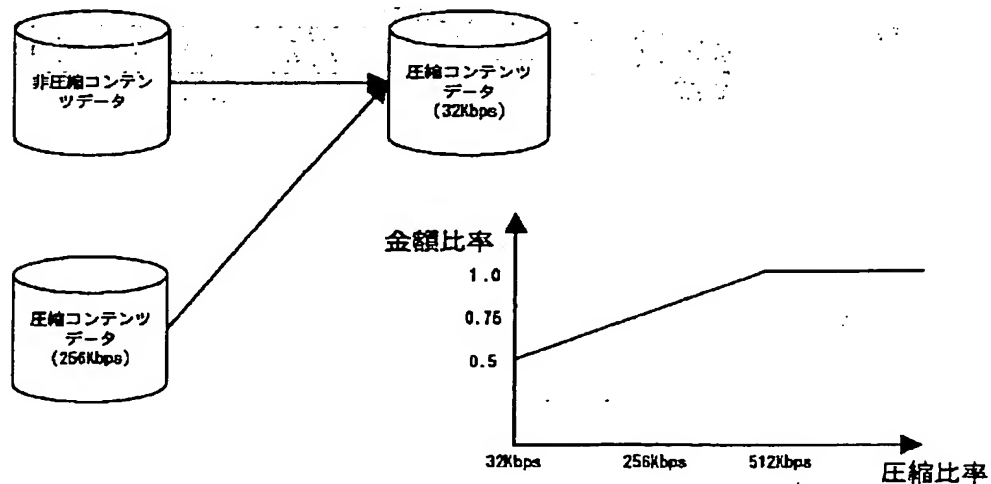 非圧縮コンテン
ツデータ
圧縮コンテンツ
データ
(32Kbps)
圧縮コンテンツ
データ
(256Kbps)
金額比率
1.0
0.75
0.5
32Kbps
256Kbps
512Kbps
圧縮比率